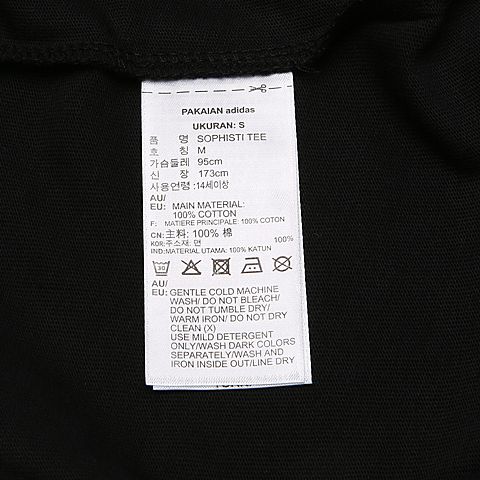 PAKAIAN adidas
UKURAN: S
품 명 SOPHISTI TEE
호 칭 M
가슴둘레 95cm
신 장 173cm
사용연령:14세이상
AU/
EU: MAIN MATERIAL:
100% COTTON
F: MATIERE PRINCIPALE: 100% COTON
CN:主料: 100% 棉
KOR:주소재: 면 100%
IND:MATERIAL UTAMA: 100% KATUN
30
AU/
EU: GENTLE COLD MACHINE
WASH/ DO NOT BLEACH/
DO NOT TUMBLE DRY/
WARM IRON/ DO NOT DRY
CLEAN (X)
USE MILD DETERGENT
ONLY/WASH DARK COLORS
SEPARATELY/WASH AND
IRON INSIDE OUT/LINE DRY